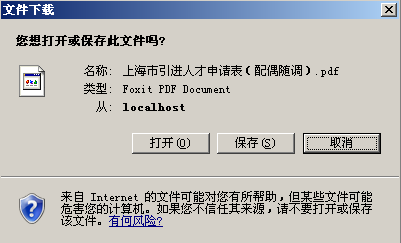 文件下载
您想打开或保存此文件吗?
名称: 上海市引进人才申请表(配偶随调).pdf
类型: Foxit PDF Document
从: localhost
打开(O) 保存(S) 取消
来自 Internet 的文件可能对您有所帮助,但某些文件可能
危害您的计算机。如果您不信任其来源,请不要打开或保存
该文件。有何风险?